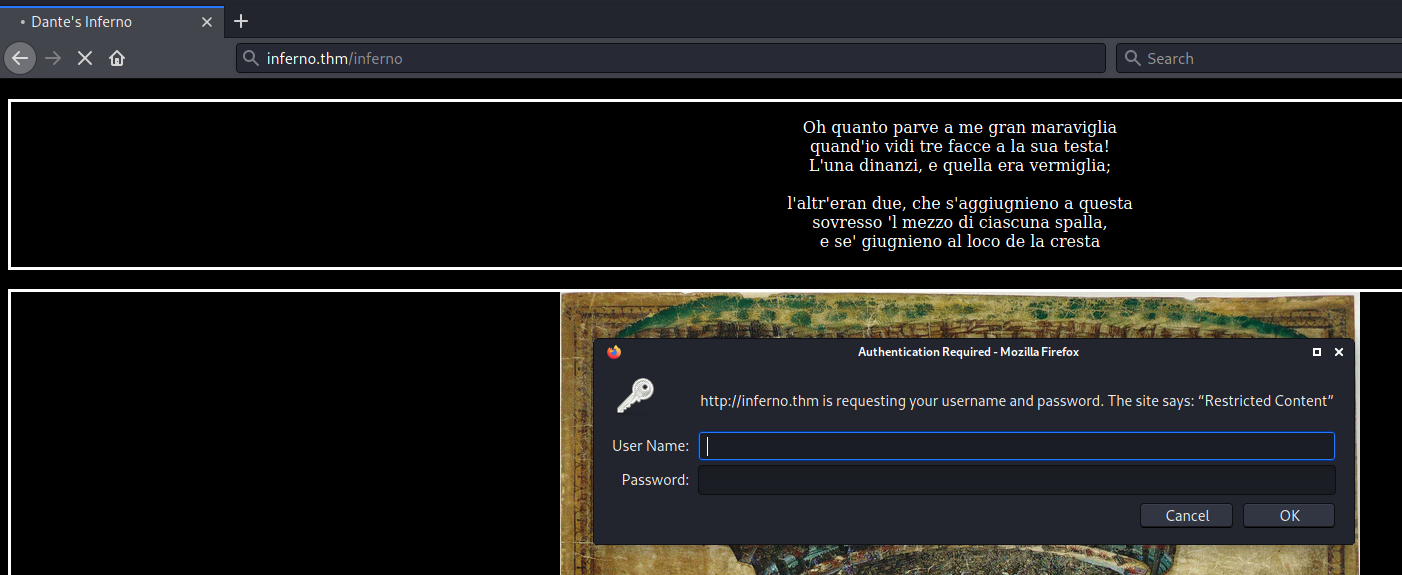 Dante's Inferno
inferno.thm/inferno
Search
Oh quanto parve a me gran maraviglia
quand'io vidi tre facce a la sua testa!
L'una dinanzi, e quella era vermiglia;
l'altr'eran due, che s'aggiugnieno a questa
sovresso 'l mezzo di ciascuna spalla,
e se' giugnieno al loco de la cresta
Authentication Required - Mozilla Firefox
http://inferno.thm is requesting your username and password. The site says: “Restricted Content”
User Name:
Password:
Cancel OK